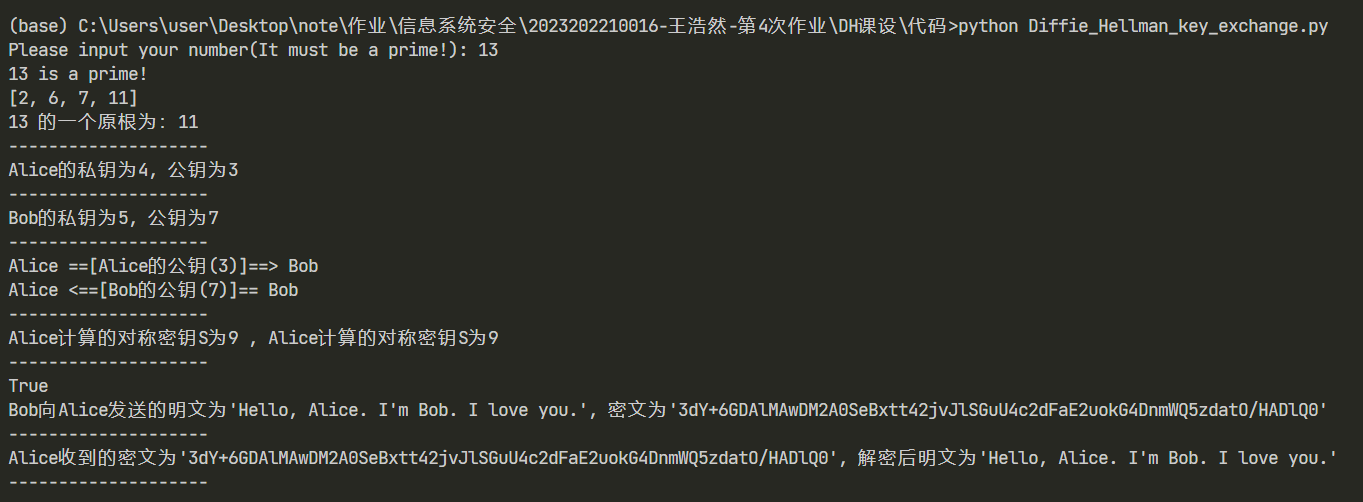 (base) C:\Users\user\Desktop\note\作业\信息系统安全\2023202210016-王浩然-第4次作业\DH课设\代码>python Diffie_Hellman_key_exchange.py
Please input your number(It must be a prime!): 13
13 is a prime!
[2, 6, 7, 11]
13 的一个原根为: 11
--------------------
Alice的私钥为4, 公钥为3
--------------------
Bob的私钥为5, 公钥为7
--------------------
Alice ==[Alice的公钥(3)]==> Bob
Alice <==[Bob的公钥(7)]== Bob
--------------------
Alice计算的对称密钥S为9 , Alice计算的对称密钥S为9
--------------------
True
Bob向Alice发送的明文为'Hello, Alice. I'm Bob. I love you.', 密文为'3dY+6GDAlMAwDM2A0SeBxtt42jvJlSGuU4c2dFaE2uokG4DnmWQ5zdatO/HADlQ0'
--------------------
Alice收到的密文为'3dY+6GDAlMAwDM2A0SeBxtt42jvJlSGuU4c2dFaE2uokG4DnmWQ5zdatO/HADlQ0', 解密后明文为'Hello, Alice. I'm Bob. I love you.'
--------------------